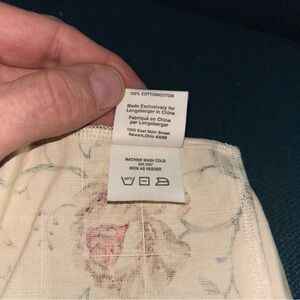 100% COTTON/COTON
Made Exclusively for
Longaberger in China
Fabriqué en China
par Longaberger
1500 East Main Street
Newark, Ohio 43055
MACHINE WASH COLD
AIR DRY
IRON AS NEEDED